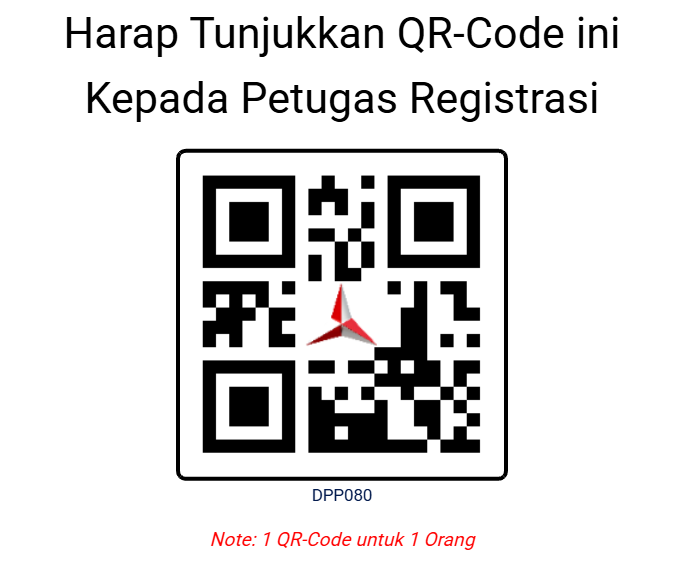 Harap Tunjukkan QR-Code ini
Kepada Petugas Registrasi
DPP080
Note: 1 QR-Code untuk 1 Orang